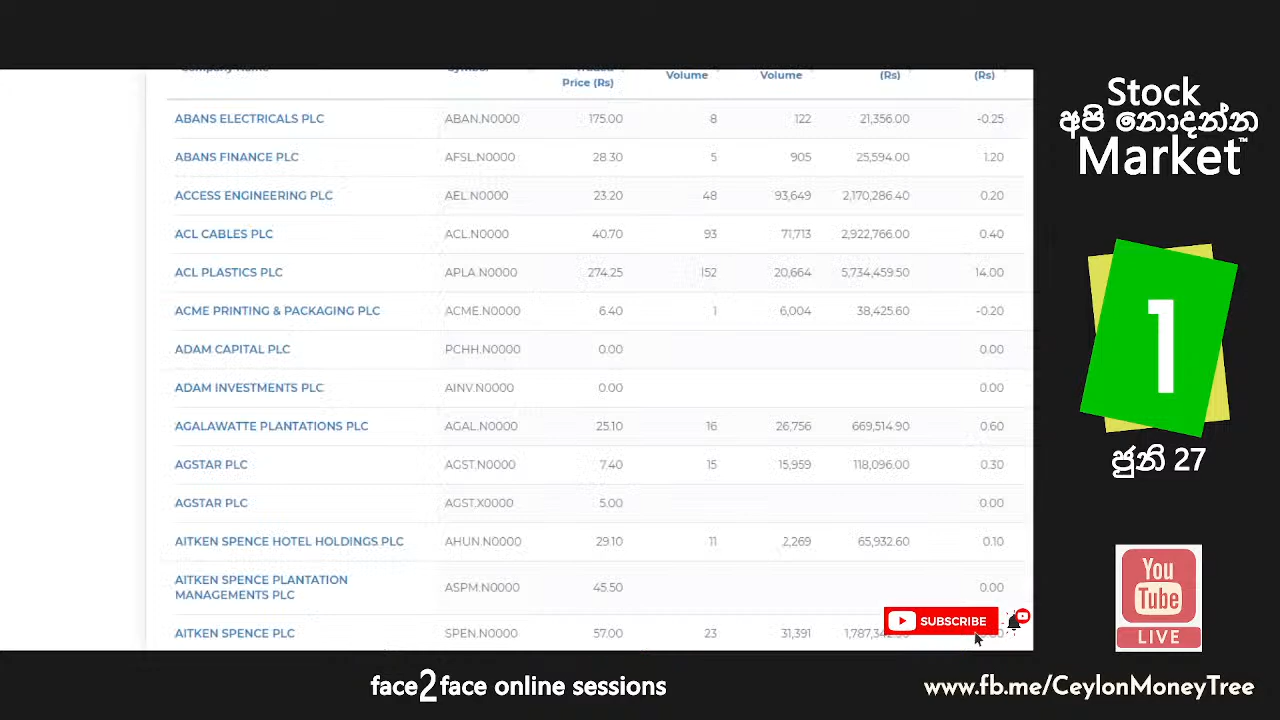 Price (Rs) Volume Volume (Rs) (Rs)
ABANS ELECTRICALS PLC ABAN.N0000 175.00 8 122 21,356.00 -0.25
ABANS FINANCE PLC AFSL.N0000 28.30 5 905 25,594.00 1.20
ACCESS ENGINEERING PLC AEL.N0000 23.20 48 93,649 2,170,286.40 0.20
ACL CABLES PLC ACL.N0000 40.70 93 71,713 2,922,766.00 0.40
ACL PLASTICS PLC APLA.N0000 274.25 152 20,664 5,734,459.50 14.00
ACME PRINTING & PACKAGING PLC ACME.N0000 6.40 1 6,004 38,425.60 -0.20
ADAM CAPITAL PLC PCHH.N0000 0.00 0.00
ADAM INVESTMENTS PLC AINV.N0000 0.00 0.00
AGALAWATTE PLANTATIONS PLC AGAL.N0000 25.10 16 26,756 669,514.90 0.60
AGSTAR PLC AGST.N0000 7.40 15 15,959 118,096.00 0.30
AGSTAR PLC AGST.X0000 5.00 0.00
AITKEN SPENCE HOTEL HOLDINGS PLC AHUN.N0000 29.10 11 2,269 65,932.60 0.10
AITKEN SPENCE PLANTATION
MANAGEMENTS PLC ASPM.N0000 45.50 0.00
AITKEN SPENCE PLC SPEN.N0000 57.00 23 31,391
SUBSCRIBE
Stock
අපි නොදන්න
Market™
1
ජුනි 27
You
Tube
LIVE
face2face online sessions
www.fb.me/CeylonMoneyTree